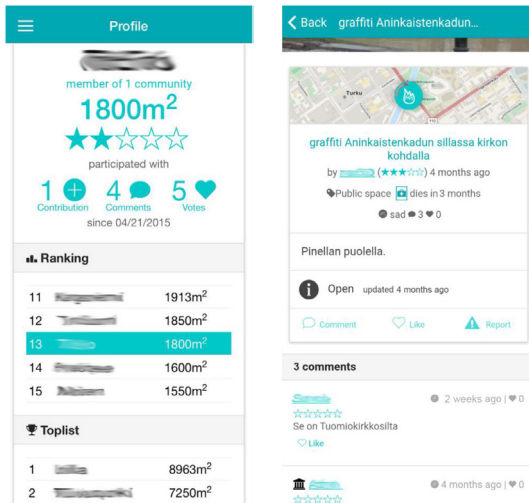 Profile
member of 1 community
1800m²
participated with
1 4 5
Contribution Comments Votes
since 04/21/2015
Ranking
11 1913m²
12 1850m²
13 1800m²
14 1600m²
15 1550m²
Toplist
1 8963m²
2 7250m²
Back graffiti Aninkaistenkadun...
Turku
graffiti Aninkaistenkadun sillassa kirkon
kohdalla
by (★★★☆☆) 4 months ago
Public space dies in 3 months
sad 3 0
Pinellan puolella.
Open updated 4 months ago
Comment Like Report
3 comments
2 weeks ago | 0
Se on Tuomiokirkkosilta
Like
4 months ago | 0